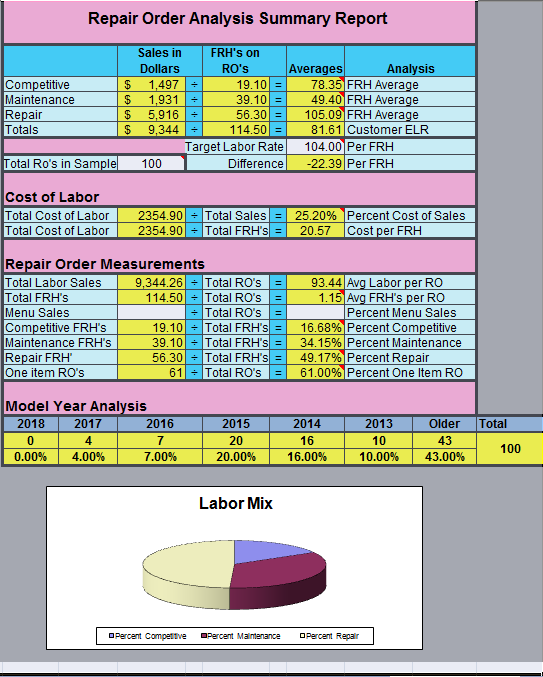 Repair Order Analysis Summary Report
Sales in Dollars FRH's on RO's Averages Analysis
Competitive $ 1,497 ÷ 19.10 = 78.35 FRH Average
Maintenance $ 1,931 ÷ 39.10 = 49.40 FRH Average
Repair $ 5,916 ÷ 56.30 = 105.09 FRH Average
Totals $ 9,344 ÷ 114.50 = 81.61 Customer ELR
Target Labor Rate 104.00 Per FRH
Total Ro's in Sample 100 Difference -22.39 Per FRH
Cost of Labor
Total Cost of Labor 2354.90 ÷ Total Sales = 25.20% Percent Cost of Sales
Total Cost of Labor 2354.90 ÷ Total FRH's = 20.57 Cost per FRH
Repair Order Measurements
Total Labor Sales 9,344.26 ÷ Total RO's = 93.44 Avg Labor per RO
Total FRH's 114.50 ÷ Total RO's = 1.15 Avg FRH's per RO
Menu Sales ÷ Total RO's = Percent Menu Sales
Competitive FRH's 19.10 ÷ Total FRH's = 16.68% Percent Competitive
Maintenance FRH's 39.10 ÷ Total FRH's = 34.15% Percent Maintenance
Repair FRH' 56.30 ÷ Total FRH's = 49.17% Percent Repair
One item RO's 61 ÷ Total RO's = 61.00% Percent One Item RO
Model Year Analysis
2018 2017 2016 2015 2014 2013 Older Total
0 4 7 20 16 10 43 100
0.00% 4.00% 7.00% 20.00% 16.00% 10.00% 43.00%
Labor Mix
Percent Competitive Percent Maintenance Percent Repair